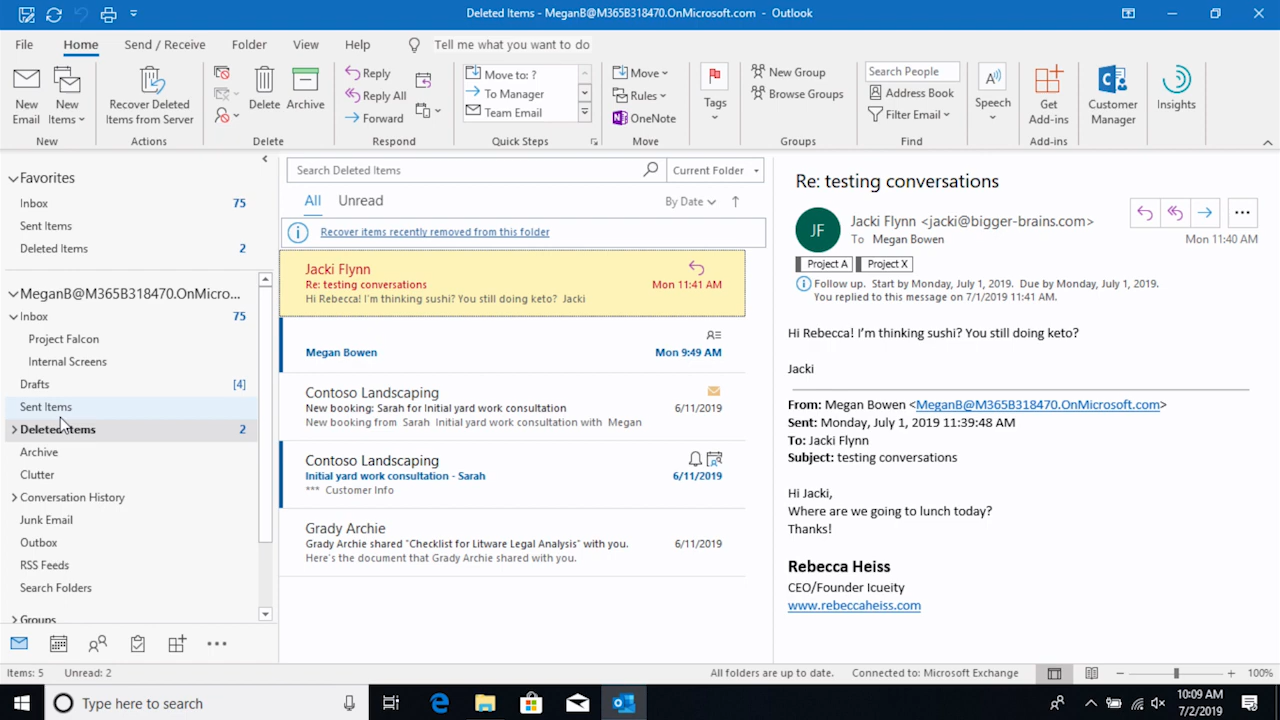 Deleted Items - MeganB@M365B318470.OnMicrosoft.com - Outlook
File Home Send / Receive Folder View Help Tell me what you want to do
New Email
New Items
New
Recover Deleted Items from Server
Actions
Delete
Archive
Delete
Reply
Reply All
Forward
Respond
Move to: ?
To Manager
Team Email
Quick Steps
Move
Rules
OneNote
Move
Tags
New Group
Browse Groups
Groups
Search People
Address Book
Filter Email
Find
Speech
Get Add-ins
Add-ins
Customer Manager
Insights
Favorites
Inbox 75
Sent Items
Deleted Items 2
MeganB@M365B318470.OnMicro...
Inbox 75
Project Falcon
Internal Screens
Drafts [4]
Sent Items
Deleted Items 2
Archive
Clutter
Conversation History
Junk Email
Outbox
RSS Feeds
Search Folders
Groups
Search Deleted Items
Current Folder
All Unread
By Date
Recover items recently removed from this folder
Jacki Flynn
Re: testing conversations Mon 11:41 AM
Hi Rebecca! I'm thinking sushi? You still doing keto? Jacki
Megan Bowen Mon 9:49 AM
Contoso Landscaping
New booking: Sarah for Initial yard work consultation 6/11/2019
New booking from Sarah Initial yard work consultation with Megan
Contoso Landscaping
Initial yard work consultation - Sarah 6/11/2019
*** Customer Info
Grady Archie
Grady Archie shared "Checklist for Litware Legal Analysis" with you. 6/11/2019
Here's the document that Grady Archie shared with you.
Re: testing conversations
JF
Jacki Flynn <jacki@bigger-brains.com>
To Megan Bowen
Mon 11:40 AM
Project A Project X
Follow up. Start by Monday, July 1, 2019. Due by Monday, July 1, 2019.
You replied to this message on 7/1/2019 11:41 AM.
Hi Rebecca! I'm thinking sushi? You still doing keto?
Jacki
From: Megan Bowen <MeganB@M365B318470.OnMicrosoft.com>
Sent: Monday, July 1, 2019 11:39:48 AM
To: Jacki Flynn
Subject: testing conversations
Hi Jacki,
Where are we going to lunch today?
Thanks!
Rebecca Heiss
CEO/Founder Icueity
www.rebeccaheiss.com
Items: 5 Unread: 2
All folders are up to date. Connected to: Microsoft Exchange
100%
Type here to search
10:09 AM
7/2/2019